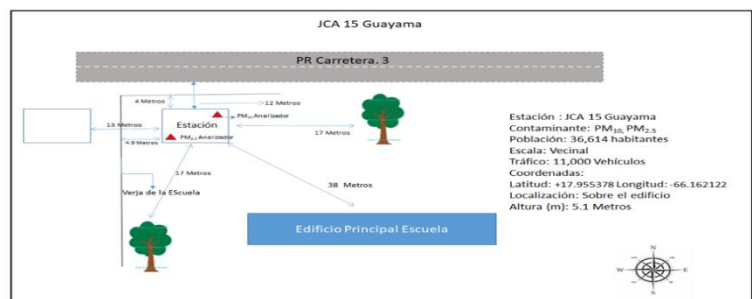 JCA 15 Guayama
PR Carretera. 3
4 Metros
12 Metros
PM₁₀ Analizador
Estación
13 Metros
PM₂.₅ Analizador
17 Metros
4.8 Metros
17 Metros
Verja de la EScuela
38 Metros
Edificio Principal Escuela
Estación : JCA 15 Guayama
Contaminante: PM₁₀, PM₂.₅
Población: 36,614 habitantes
Escala: Vecinal
Tráfico: 11,000 Vehículos
Coordenadas:
Latitud: +17.955378 Longitud: -66.162122
Localización: Sobre el edificio
Altura (m): 5.1 Metros
N
W
E
S